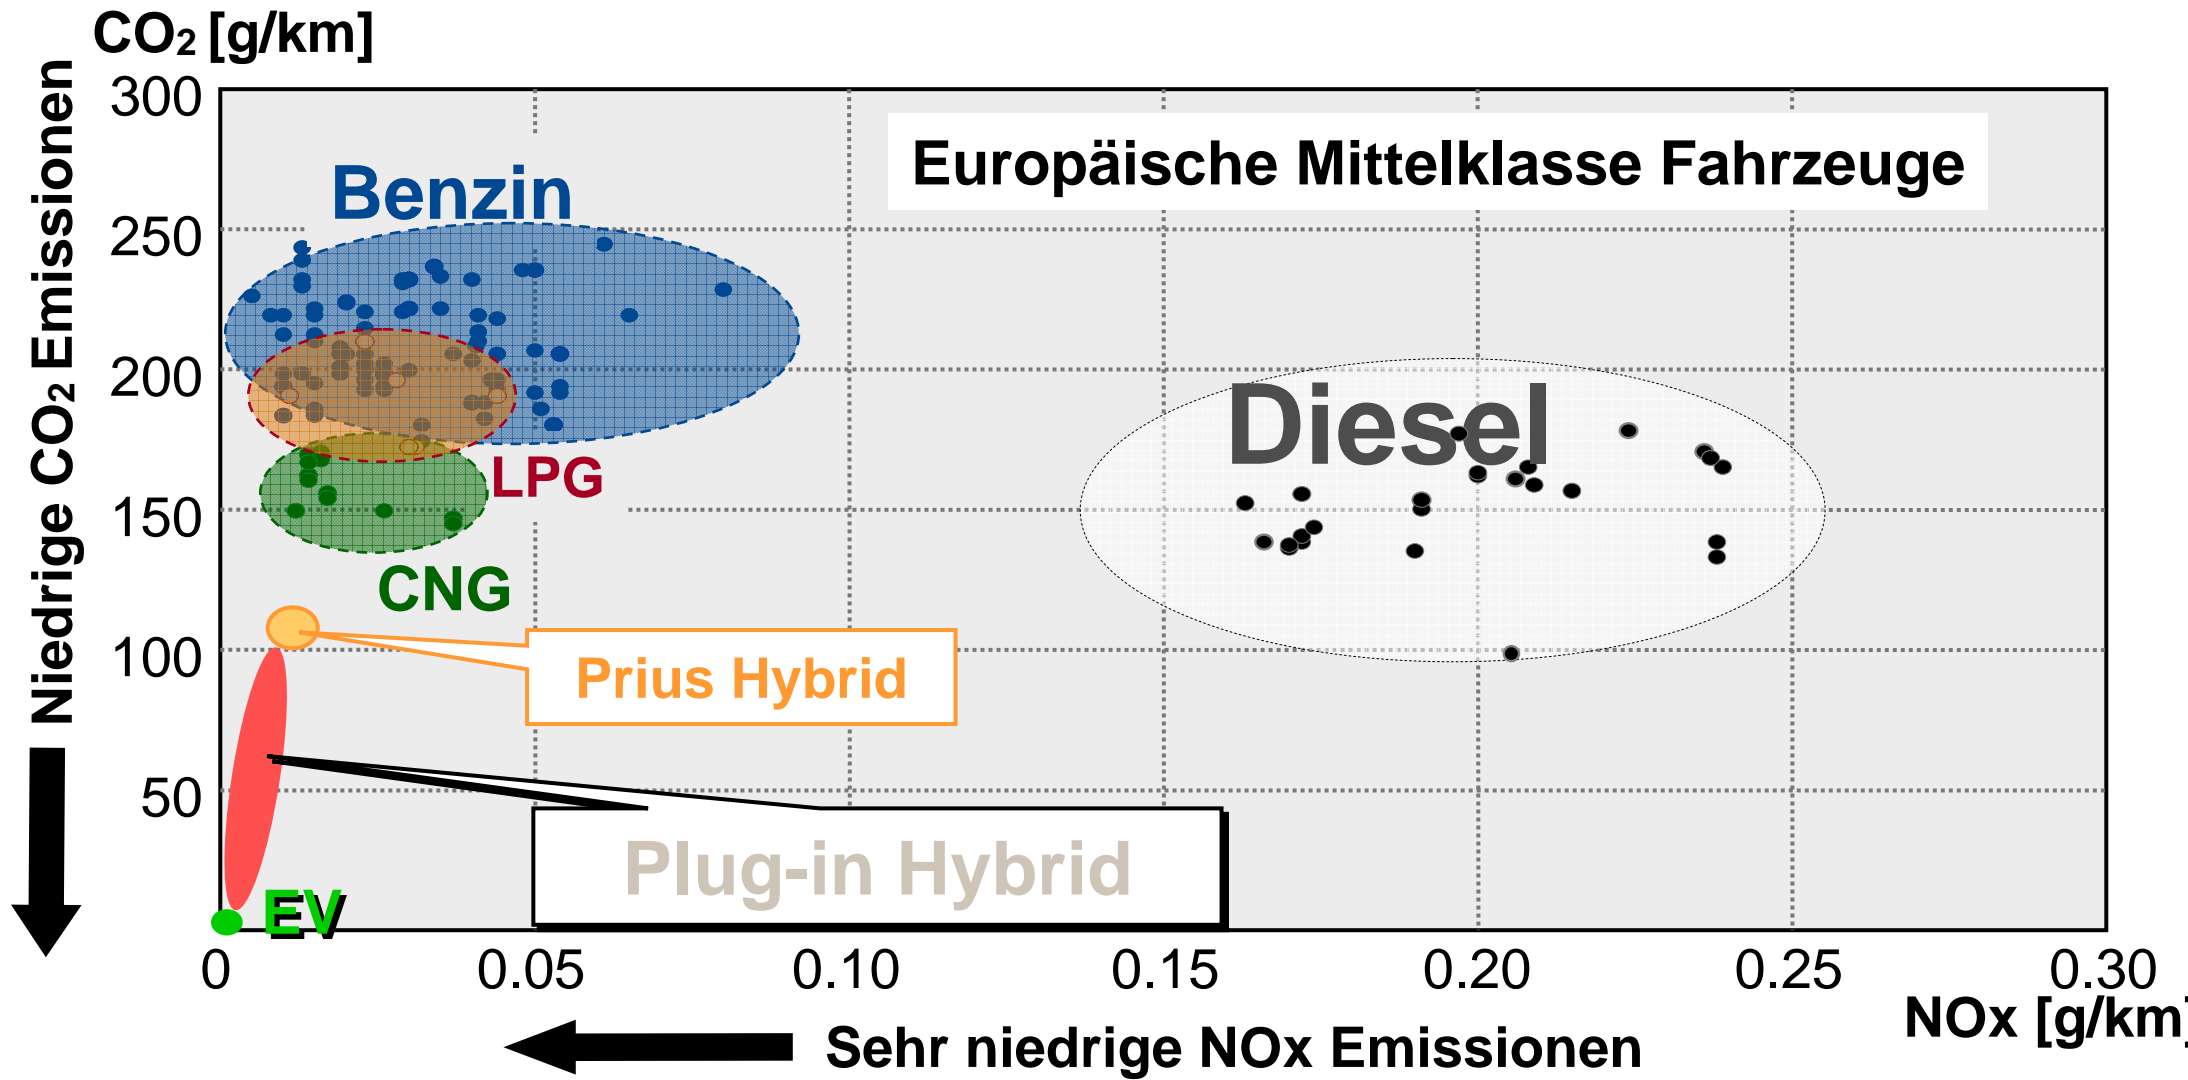 CO₂ [g/km]
Niedrige CO₂ Emissionen
300
250
200
150
100
50
Europäische Mittelklasse Fahrzeuge
Benzin
Diesel
LPG
CNG
Prius Hybrid
Plug-in Hybrid
EV
0 0.05 0.10 0.15 0.20 0.25 0.30
NOx [g/km]
Sehr niedrige NOx Emissionen